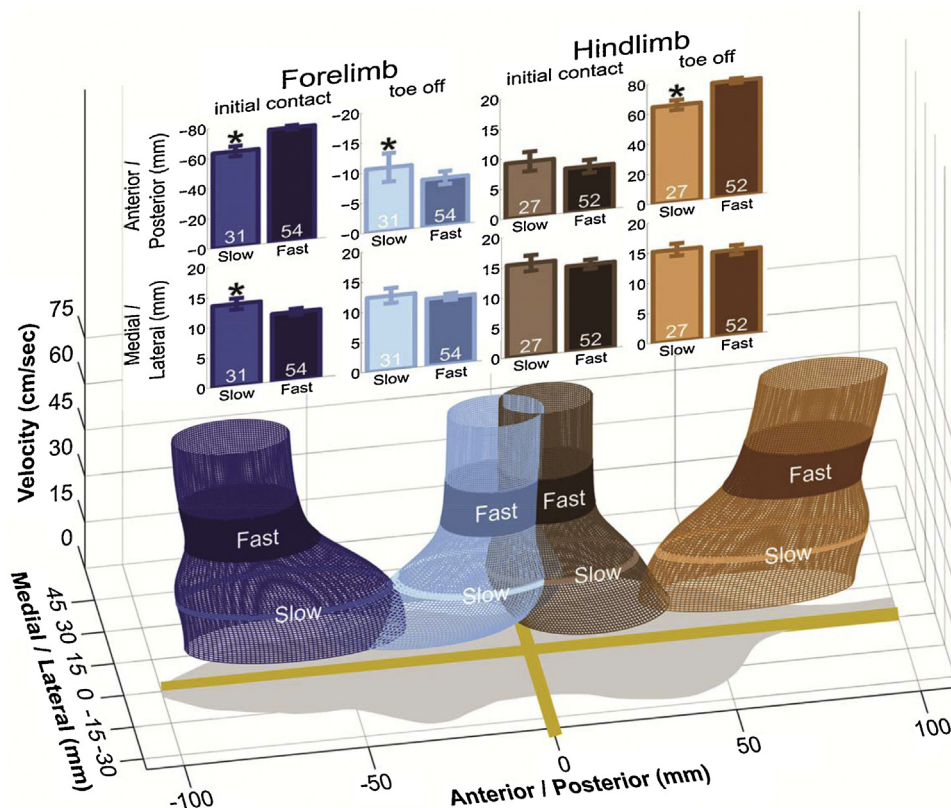 Forelimb
Hindlimb
initial contact
toe off
initial contact
toe off
Anterior /
Posterior (mm)
−80
−60
−40
−20
−0
*
31
54
Slow
Fast
−20
−15
−10
−5
0
*
31
54
Slow
Fast
20
15
10
5
0
27
52
Slow
Fast
80
60
40
20
0
*
27
52
Slow
Fast
Medial /
Lateral (mm)
20
15
10
5
0
*
31
54
Slow
Fast
20
15
10
5
0
31
54
Slow
Fast
20
15
10
5
0
27
52
Slow
Fast
20
15
10
5
0
27
52
Slow
Fast
Velocity (cm/sec)
75
60
45
30
15
0
Fast
Slow
Fast
Slow
Fast
Slow
Fast
Slow
Medial / Lateral (mm)
45
30
15
0
-15
-30
-100
-50
0
50
100
Anterior / Posterior (mm)